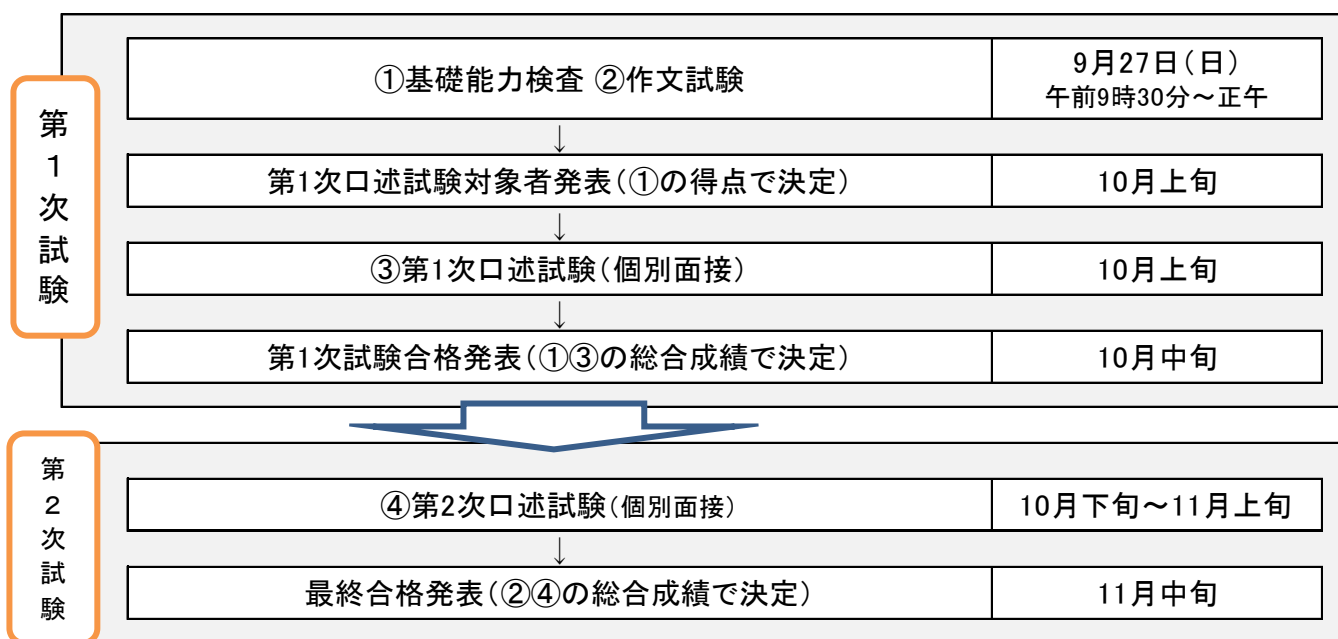 第1次試験
①基礎能力検査 ②作文試験
9月27日(日)
午前9時30分~正午
↓
第1次口述試験対象者発表(①の得点で決定)
10月上旬
↓
③第1次口述試験(個別面接)
10月上旬
↓
第1次試験合格発表(①③の総合成績で決定)
10月中旬
第2次試験
④第2次口述試験(個別面接)
10月下旬~11月上旬
↓
最終合格発表(②④の総合成績で決定)
11月中旬